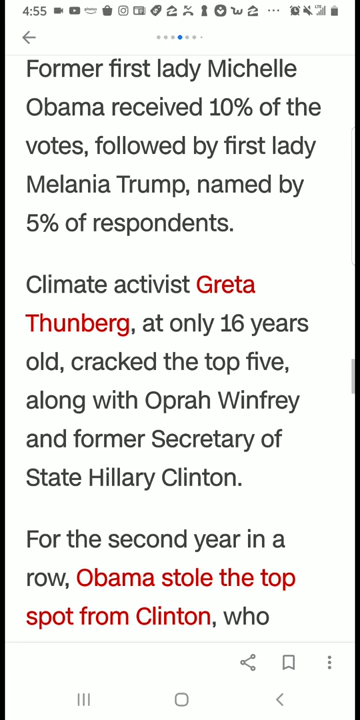 4:55
Former first lady Michelle
Obama received 10% of the
votes, followed by first lady
Melania Trump, named by
5% of respondents.
Climate activist Greta
Thunberg, at only 16 years
old, cracked the top five,
along with Oprah Winfrey
and former Secretary of
State Hillary Clinton.
For the second year in a
row, Obama stole the top
spot from Clinton, who